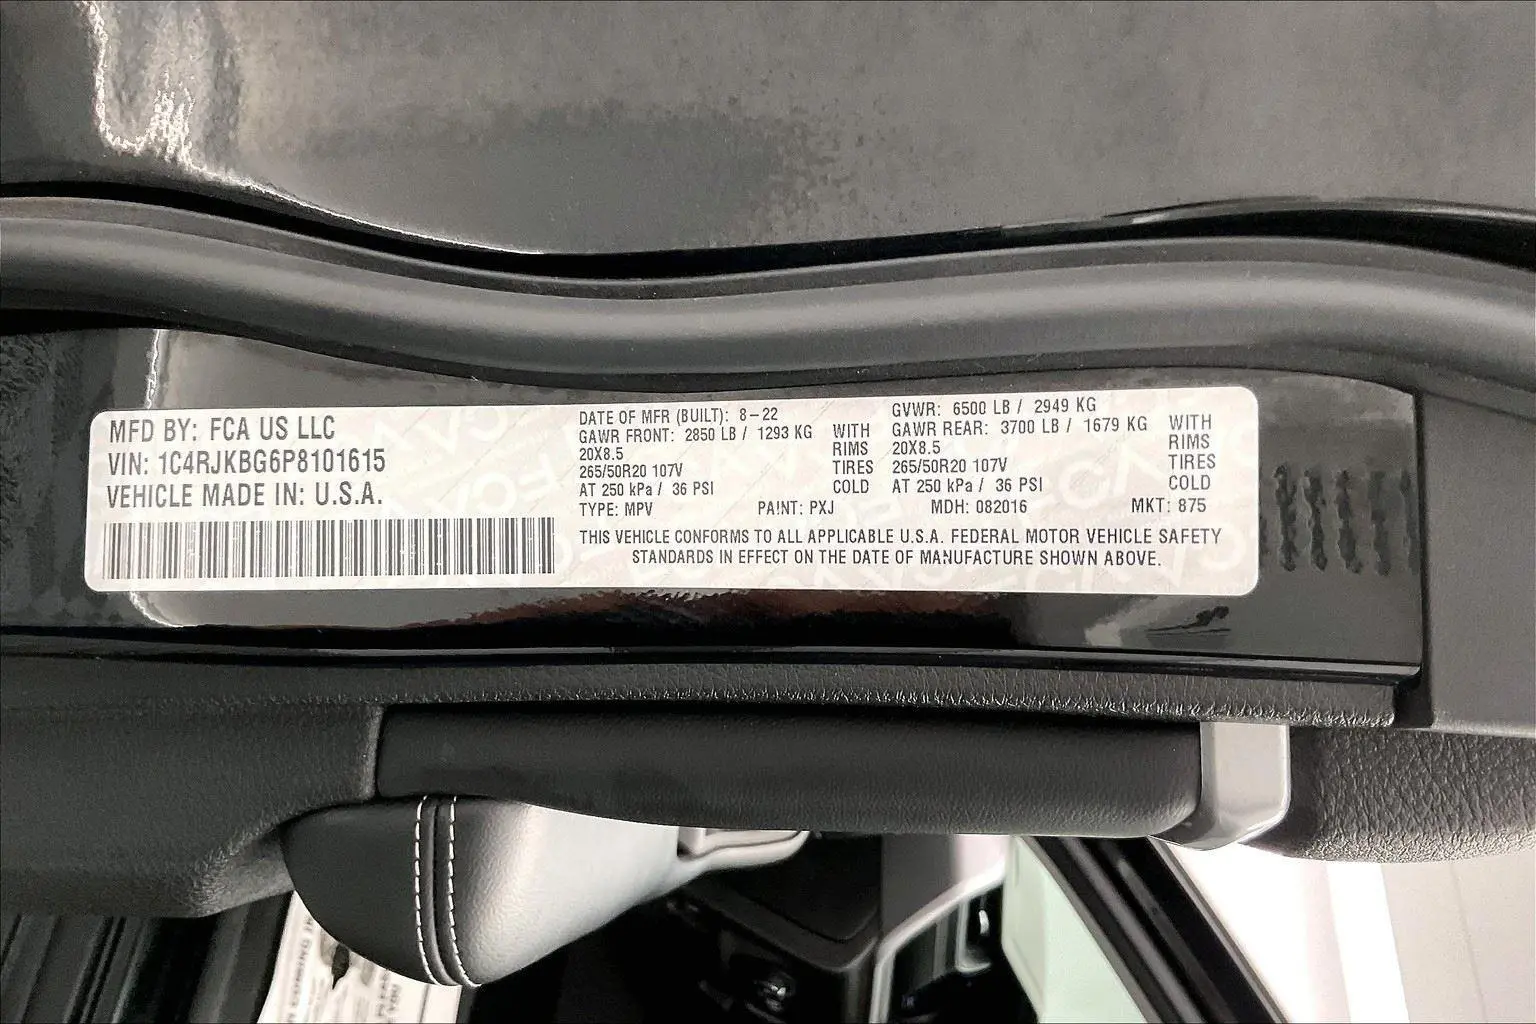 MFD BY: FCA US LLC
VIN: 1C4RJKBG6P8101615
VEHICLE MADE IN: U.S.A.
DATE OF MFR (BUILT): 8-22
GAWR FRONT: 2850 LB / 1293 KG WITH
20X8.5 RIMS
265/50R20 107V TIRES
AT 250 kPa / 36 PSI COLD
GVWR: 6500 LB / 2949 KG
GAWR REAR: 3700 LB / 1679 KG WITH
20X8.5 RIMS
265/50R20 107V TIRES
AT 250 kPa / 36 PSI COLD
TYPE: MPV PAINT: PXJ MDH: 082016 MKT: 875
THIS VEHICLE CONFORMS TO ALL APPLICABLE U.S.A. FEDERAL MOTOR VEHICLE SAFETY
STANDARDS IN EFFECT ON THE DATE OF MANUFACTURE SHOWN ABOVE.